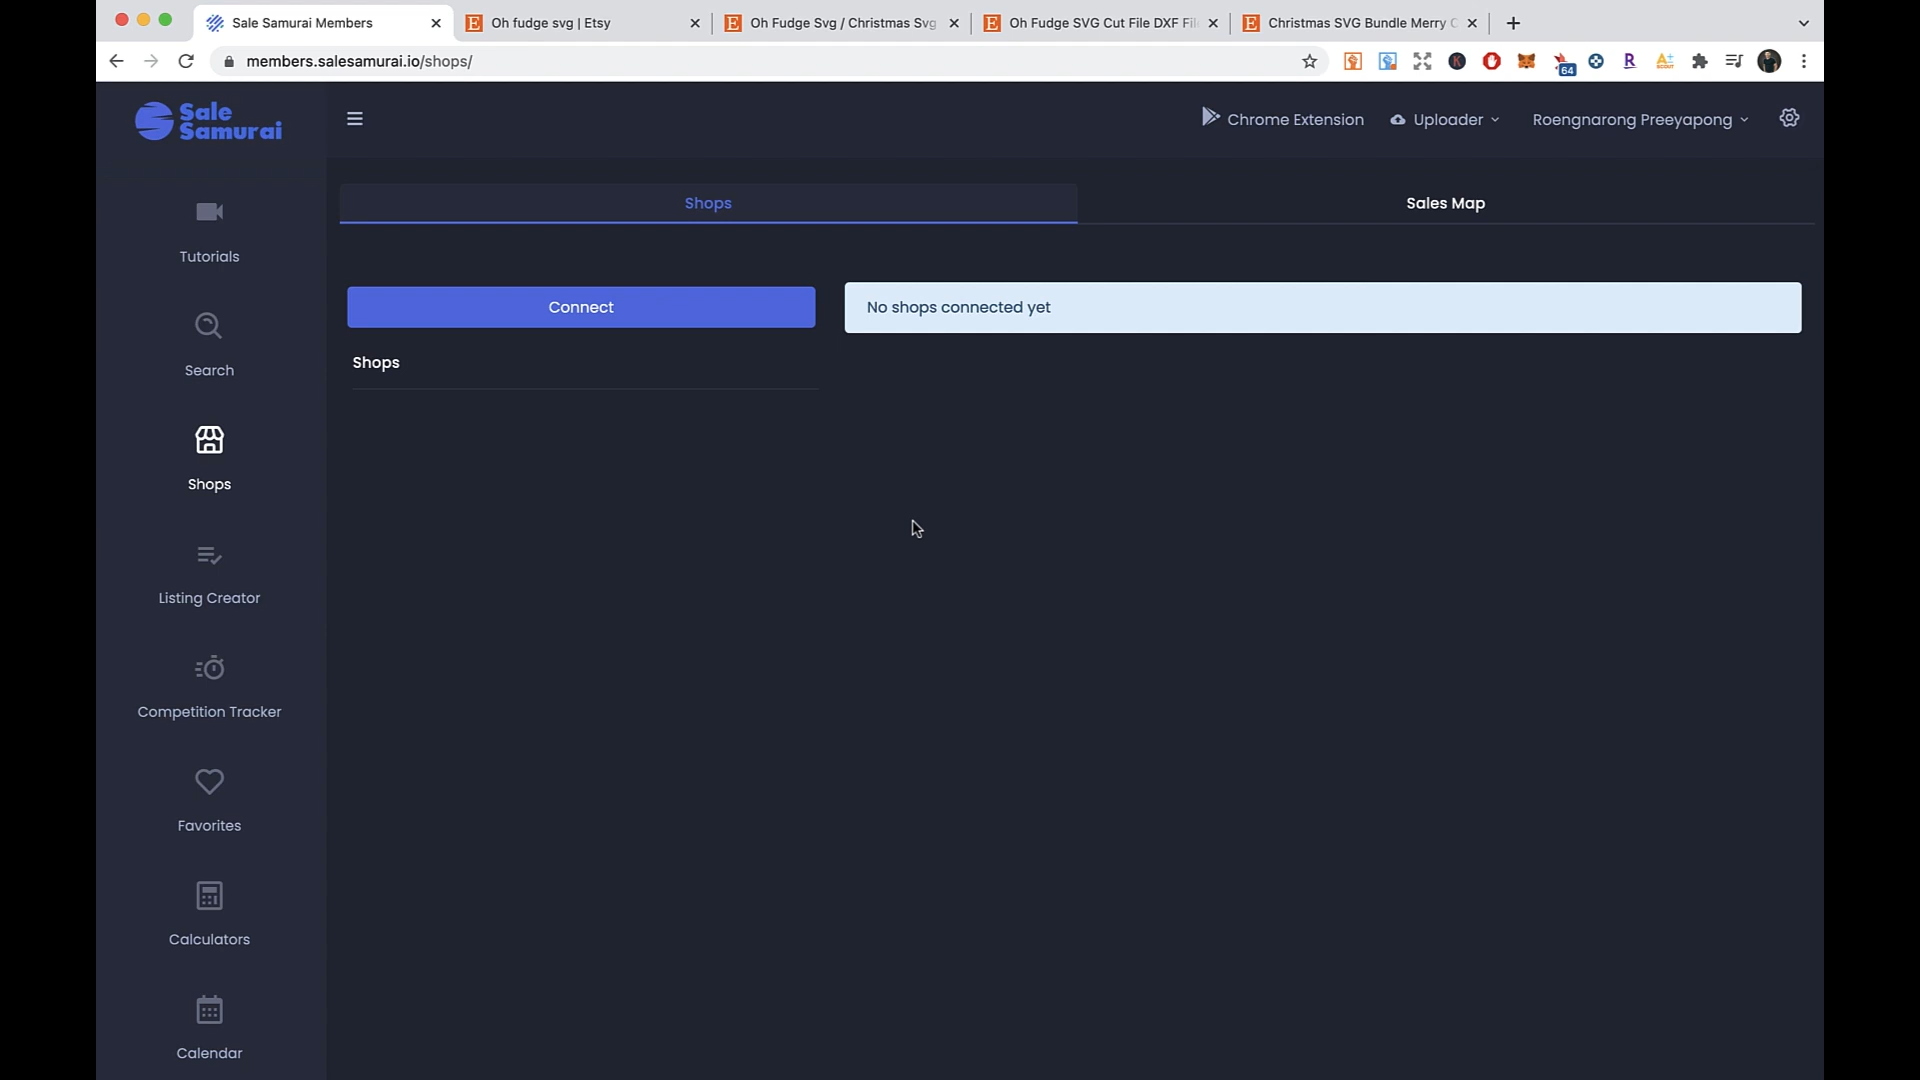 Sale Samurai Members
Oh fudge svg | Etsy
Oh Fudge Svg / Christmas Svg
Oh Fudge SVG Cut File DXF Fil
Christmas SVG Bundle Merry C
members.salesamurai.io/shops/
64
Sale
Samurai
Chrome Extension
Uploader
Roengnarong Preeyapong
Shops
Sales Map
Connect
No shops connected yet
Shops
Tutorials
Search
Shops
Listing Creator
Competition Tracker
Favorites
Calculators
Calendar